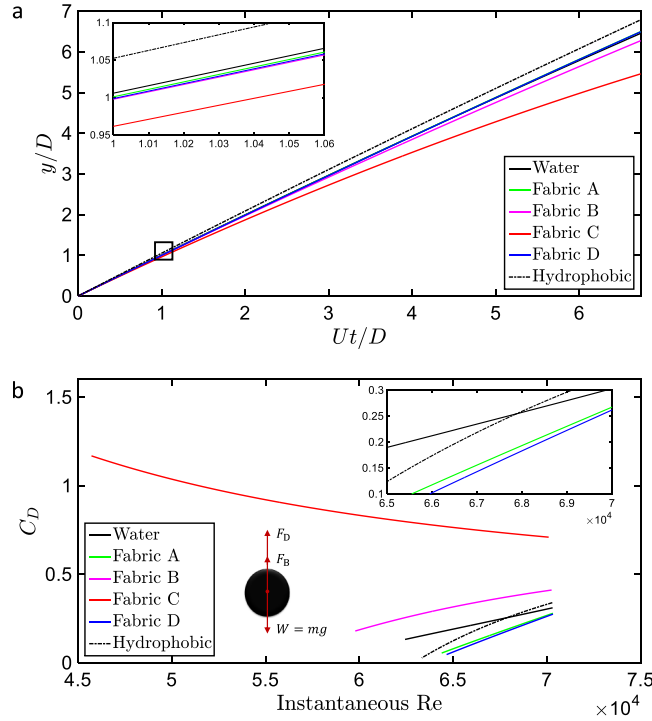 a
7
6
5
4
3
2
1
0
y/D
1.1
1.05
1
0.95
1 1.01 1.02 1.03 1.04 1.05 1.06
Water
Fabric A
Fabric B
Fabric C
Fabric D
Hydrophobic
0 1 2 3 4 5 6
Ut/D
b
1.5
1
0.5
0
C_D
0.3
0.25
0.2
0.15
0.1
6.5 6.6 6.7 6.8 6.9 7
×10⁴
Water
Fabric A
Fabric B
Fabric C
Fabric D
Hydrophobic
F_D
F_B
W = mg
4.5 5 5.5 6 6.5 7 7.5
Instantaneous Re
×10⁴